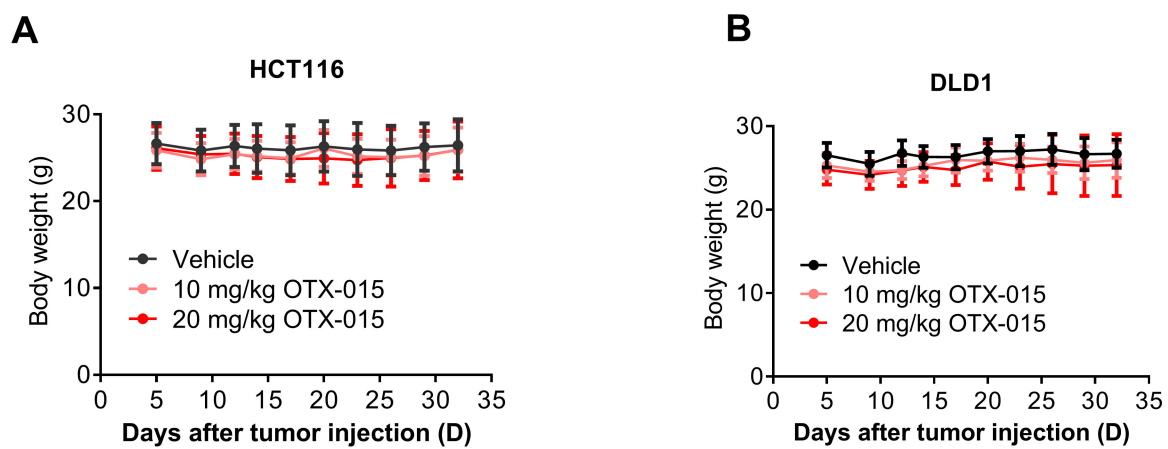 A
HCT116
30
20
10
0
Body weight (g)
Vehicle
10 mg/kg OTX-015
20 mg/kg OTX-015
0 5 10 15 20 25 30 35
Days after tumor injection (D)
B
DLD1
30
20
10
0
Body weight (g)
Vehicle
10 mg/kg OTX-015
20 mg/kg OTX-015
0 5 10 15 20 25 30 35
Days after tumor injection (D)